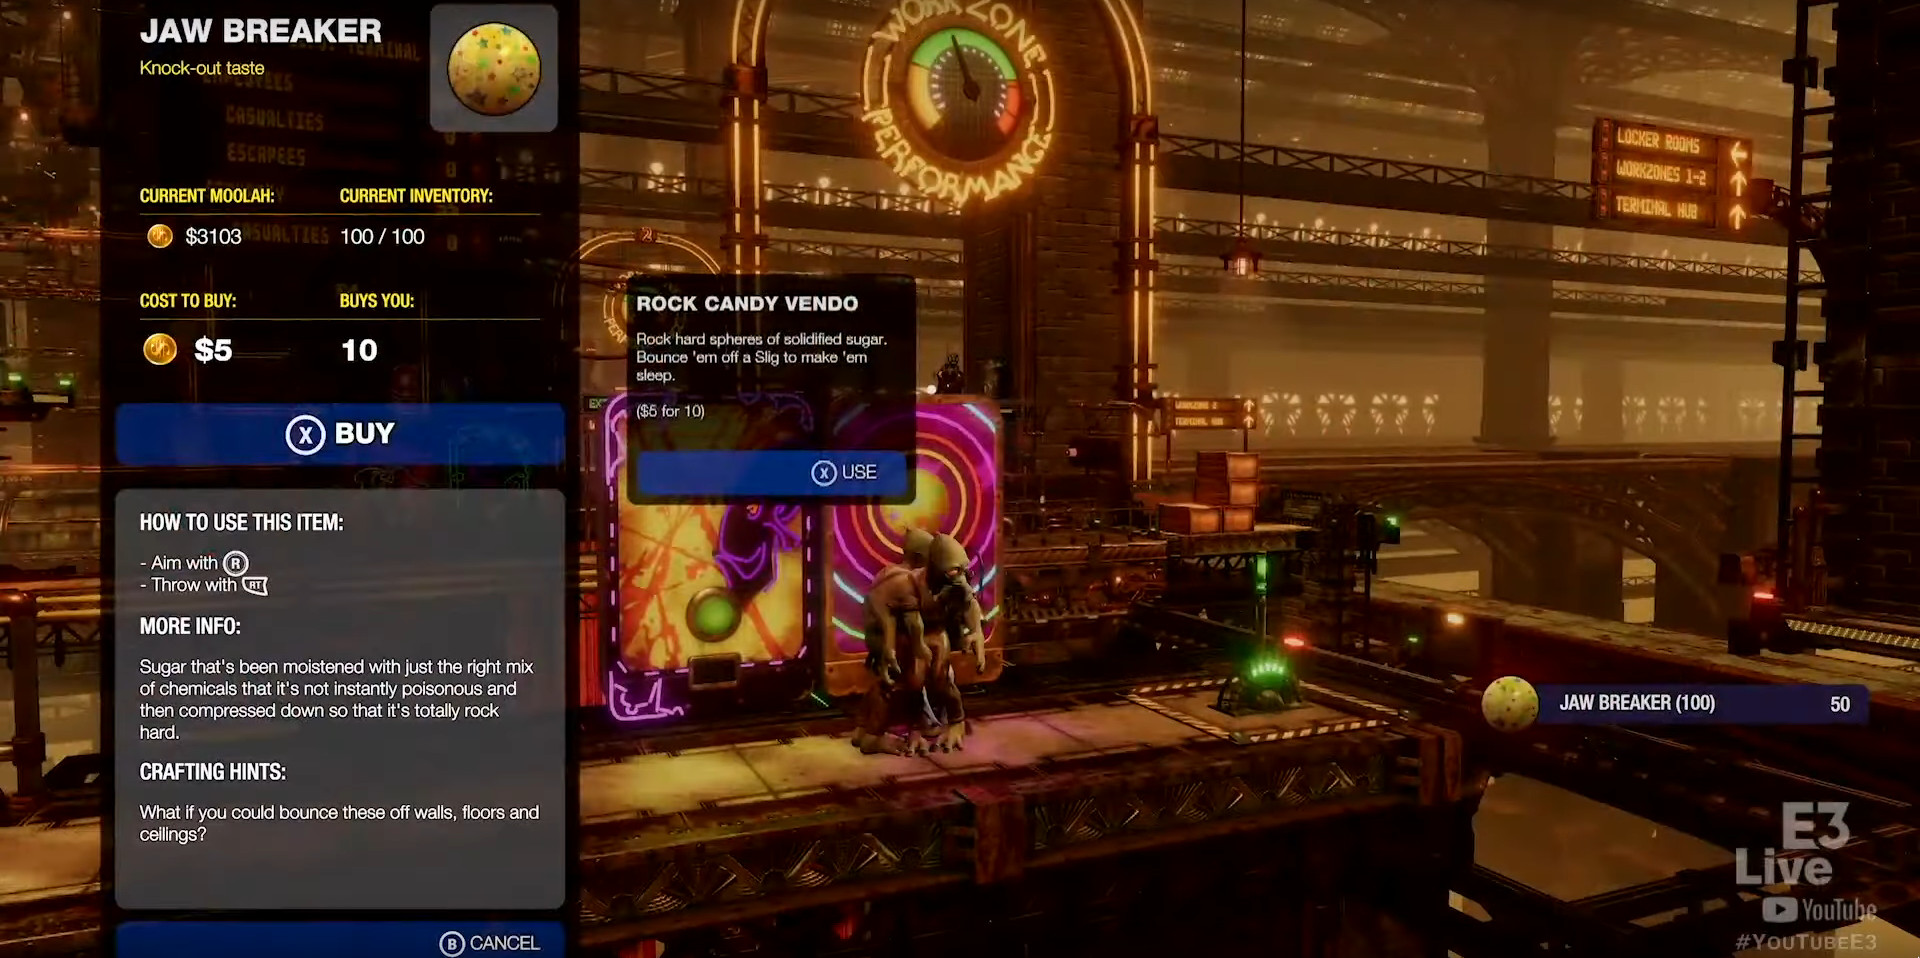 JAW BREAKER
Knock-out taste
TERMINAL
EMPLOYEES
CASUALTIES
ESCAPEES
CURRENT MOOLAH:
CURRENT INVENTORY:
$3103
CASUALTIES
100 / 100
COST TO BUY:
BUYS YOU:
$5
10
X BUY
HOW TO USE THIS ITEM:
- Aim with R
- Throw with RT
MORE INFO:
Sugar that's been moistened with just the right mix
of chemicals that it's not instantly poisonous and
then compressed down so that it's totally rock
hard.
CRAFTING HINTS:
What if you could bounce these off walls, floors and
ceilings?
B CANCEL
ROCK CANDY VENDO
Rock hard spheres of solidified sugar.
Bounce 'em off a Slig to make 'em
sleep.
($5 for 10)
X USE
WORK ZONE
PERFORMANCE
LOCKER ROOMS
WORKZONES 1-2
TERMINAL HUB
JAW BREAKER (100)
50
E3
Live
YouTube
#YOUTUBEE3